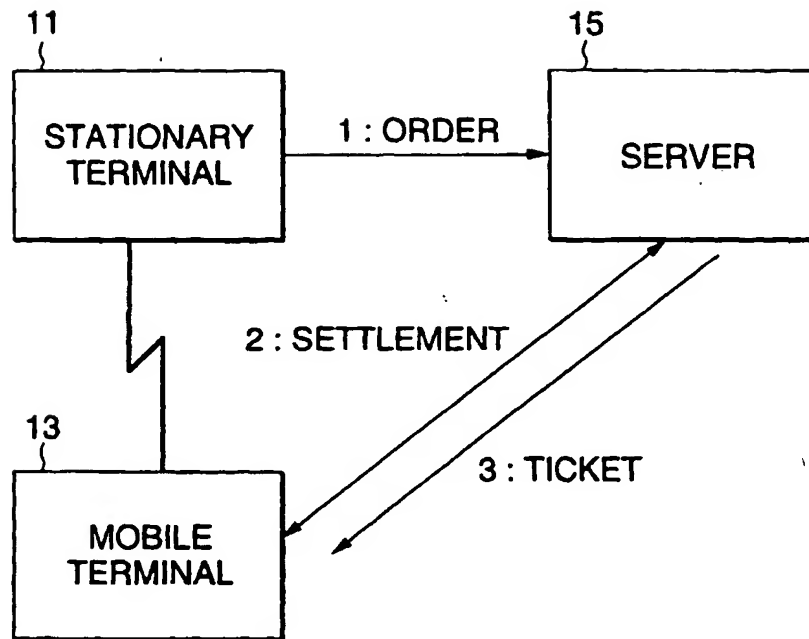 11
15
STATIONARY
TERMINAL
1 : ORDER
SERVER
2 : SETTLEMENT
13
3 : TICKET
MOBILE
TERMINAL